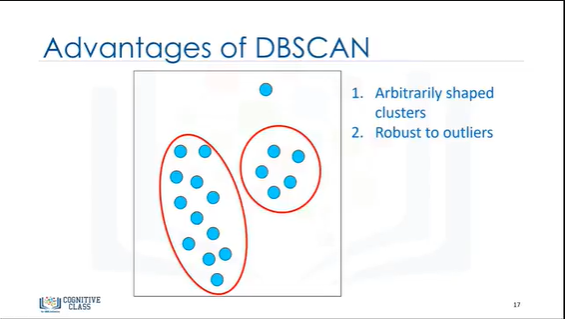 Advantages of DBSCAN
1. Arbitrarily shaped
clusters
2. Robust to outliers
COGNITIVE
CLASS
17